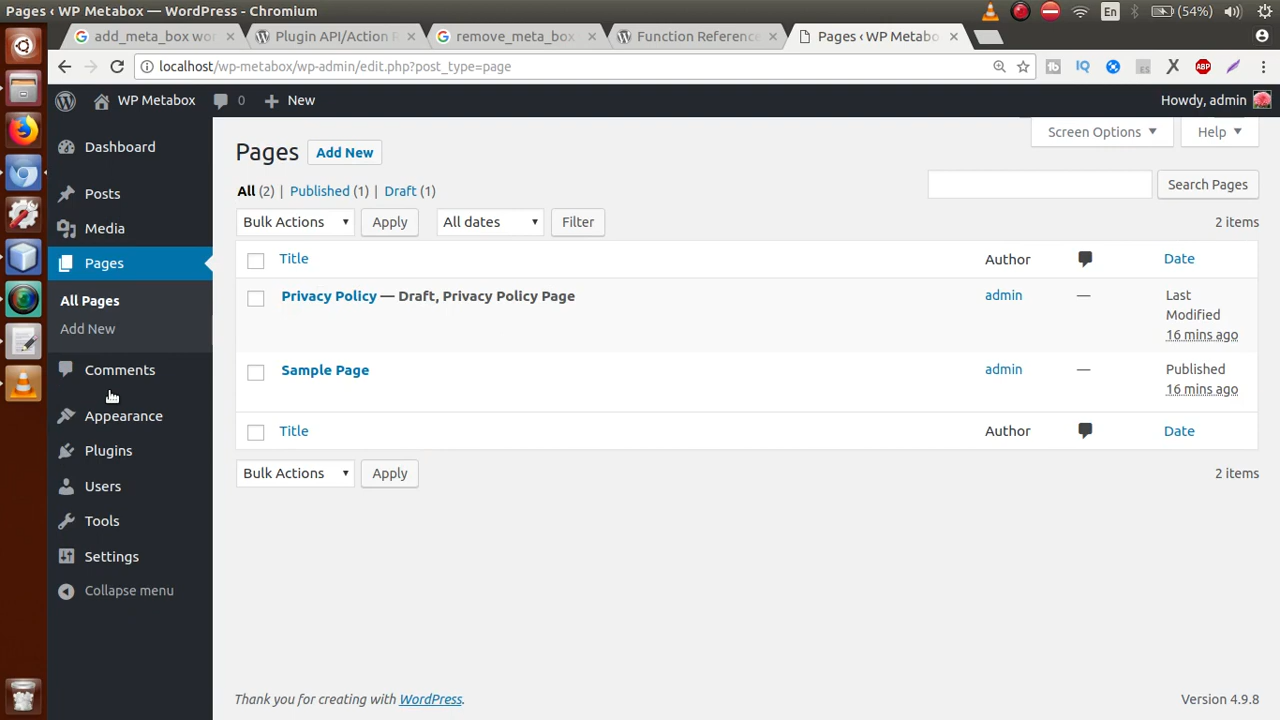 Pages ‹ WP Metabox — WordPress - Chromium
En
(54%)
add_meta_box wor
Plugin API/Action R
remove_meta_box
Function Reference
Pages ‹ WP Metabo
localhost/wp-metabox/wp-admin/edit.php?post_type=page
fb
IQ
ABP
WP Metabox
0
New
Howdy, admin
Dashboard
Posts
Media
Pages
All Pages
Add New
Comments
Appearance
Plugins
Users
Tools
Settings
Collapse menu
Screen Options
Help
Pages
Add New
All (2) | Published (1) | Draft (1)
Search Pages
Bulk Actions
Apply
All dates
Filter
2 items
Title
Author
Date
Privacy Policy — Draft, Privacy Policy Page
admin
—
Last
Modified
16 mins ago
Sample Page
admin
—
Published
16 mins ago
Title
Author
Date
Bulk Actions
Apply
2 items
Thank you for creating with WordPress.
Version 4.9.8